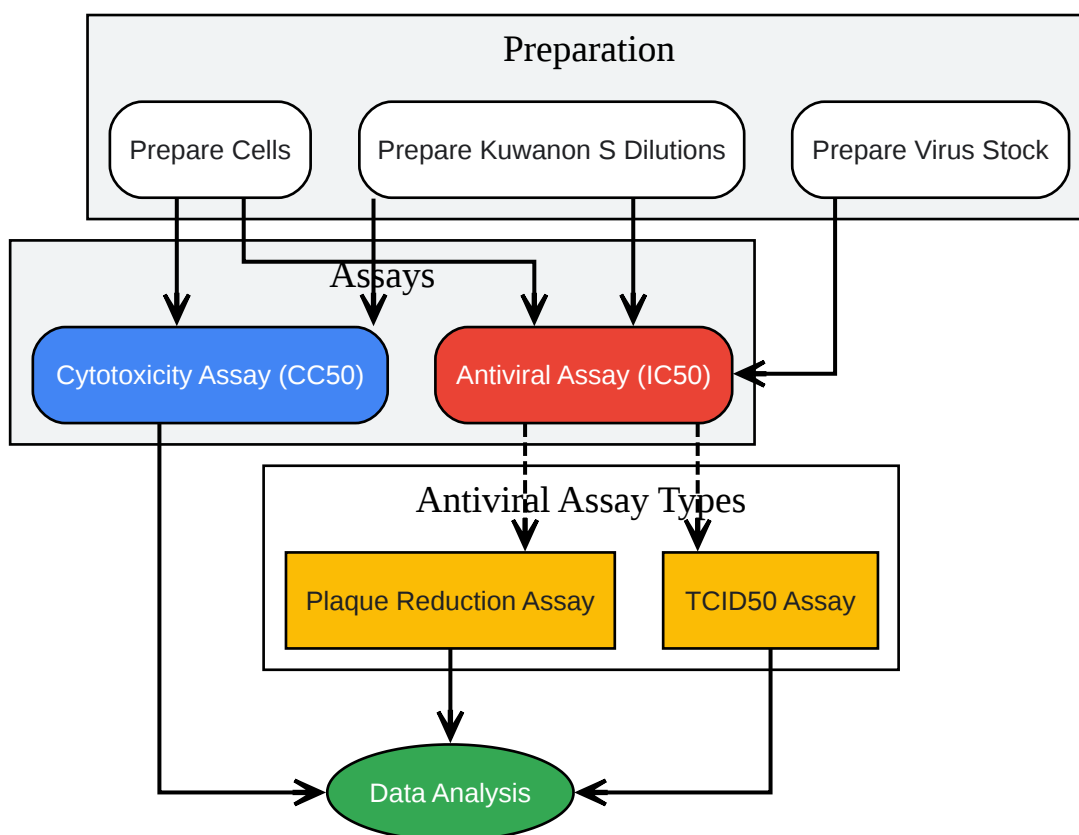 Preparation
Prepare Cells
Prepare Kuwanon S Dilutions
Prepare Virus Stock
Assays
Cytotoxicity Assay (CC50)
Antiviral Assay (IC50)
Antiviral Assay Types
Plaque Reduction Assay
TCID50 Assay
Data Analysis